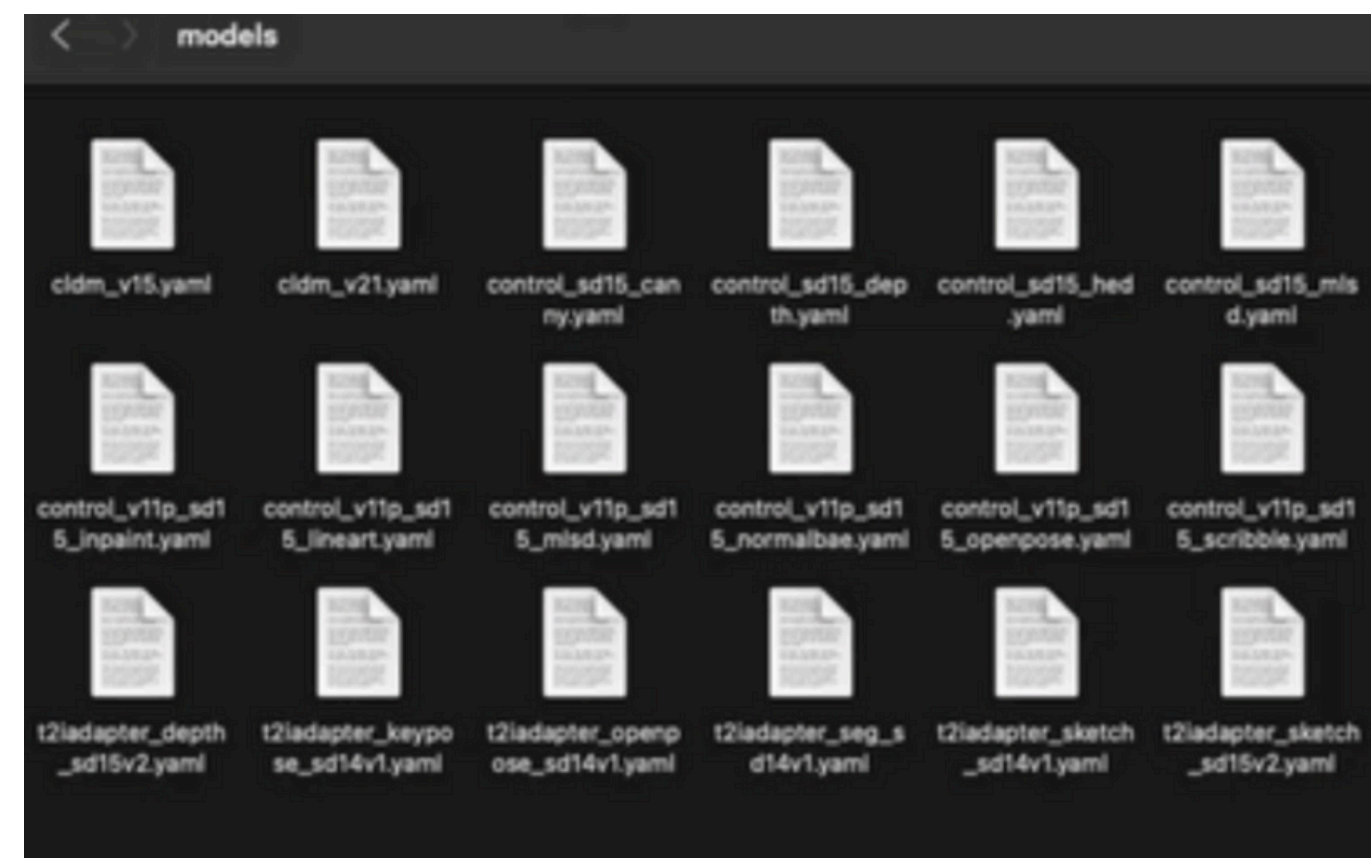 models
cldm_v15.yaml
cldm_v21.yaml
control_sd15_can
ny.yaml
control_sd15_dep
th.yaml
control_sd15_hed
.yaml
control_sd15_mls
d.yaml
control_v11p_sd1
5_inpaint.yaml
control_v11p_sd1
5_lineart.yaml
control_v11p_sd1
5_mlsd.yaml
control_v11p_sd1
5_normalbae.yaml
control_v11p_sd1
5_openpose.yaml
control_v11p_sd1
5_scribble.yaml
t2iadapter_depth
_sd15v2.yaml
t2iadapter_keypo
se_sd14v1.yaml
t2iadapter_openp
ose_sd14v1.yaml
t2iadapter_seg_s
d14v1.yaml
t2iadapter_sketch
_sd14v1.yaml
t2iadapter_sketch
_sd15v2.yaml